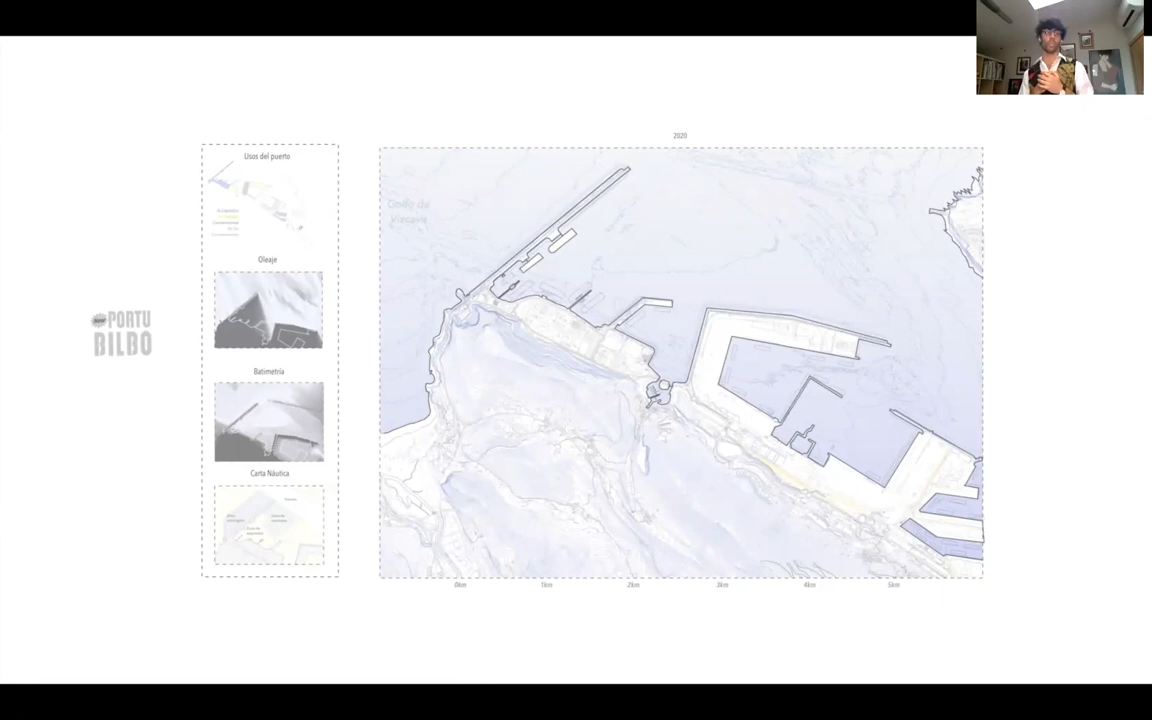 2020
Usos del puerto
Golfo de
Vizcaya
Oleaje
PORTU
BILBO
Batimetría
Carta Náutica
0km 1km 2km 3km 4km 5km